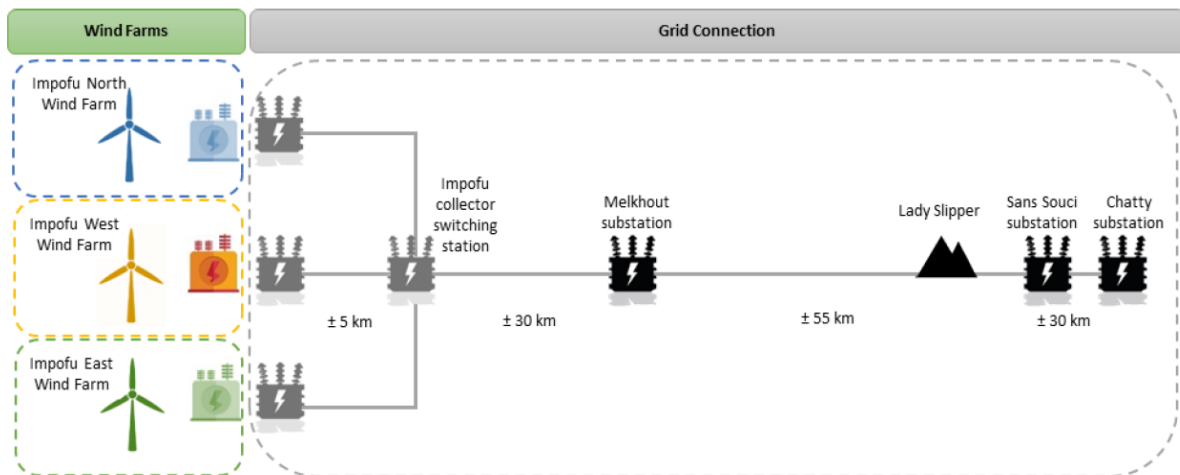 Wind Farms
Grid Connection
Impofu North
Wind Farm
Impofu West
Wind Farm
Impofu East
Wind Farm
Impofu
collector
switching
station
Melkhout
substation
Lady Slipper
Sans Souci
substation
Chatty
substation
± 5 km
± 30 km
± 55 km
± 30 km